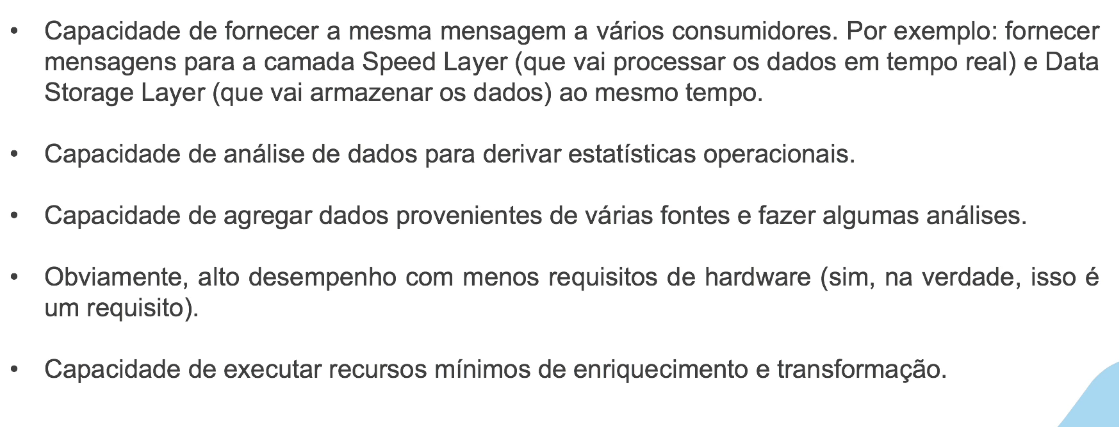 • Capacidade de fornecer a mesma mensagem a vários consumidores. Por exemplo: fornecer
mensagens para a camada Speed Layer (que vai processar os dados em tempo real) e Data
Storage Layer (que vai armazenar os dados) ao mesmo tempo.
• Capacidade de análise de dados para derivar estatísticas operacionais.
• Capacidade de agregar dados provenientes de várias fontes e fazer algumas análises.
• Obviamente, alto desempenho com menos requisitos de hardware (sim, na verdade, isso é
um requisito).
• Capacidade de executar recursos mínimos de enriquecimento e transformação.